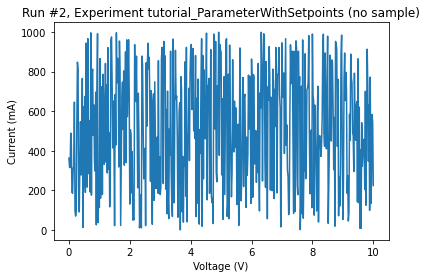 Run #2, Experiment tutorial_ParameterWithSetpoints (no sample)
1000
800
600
400
200
0
Current (mA)
0 2 4 6 8 10
Voltage (V)